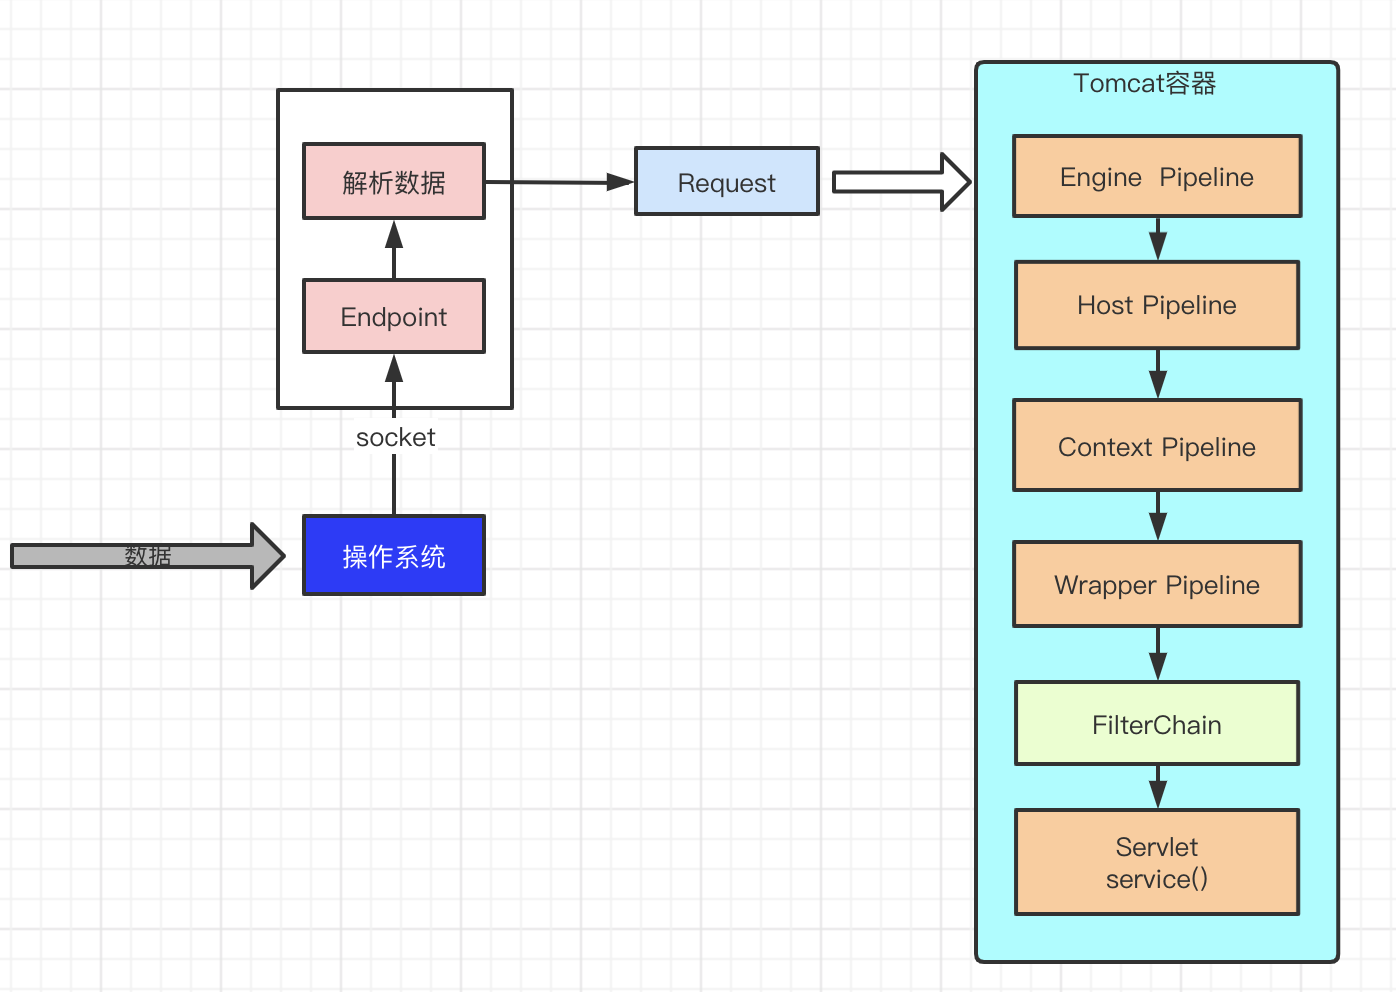 Tomcat容器
解析数据
Request
Engine  Pipeline
Endpoint
Host Pipeline
socket
Context Pipeline
数据
操作系统
Wrapper Pipeline
FilterChain
Servlet
service()